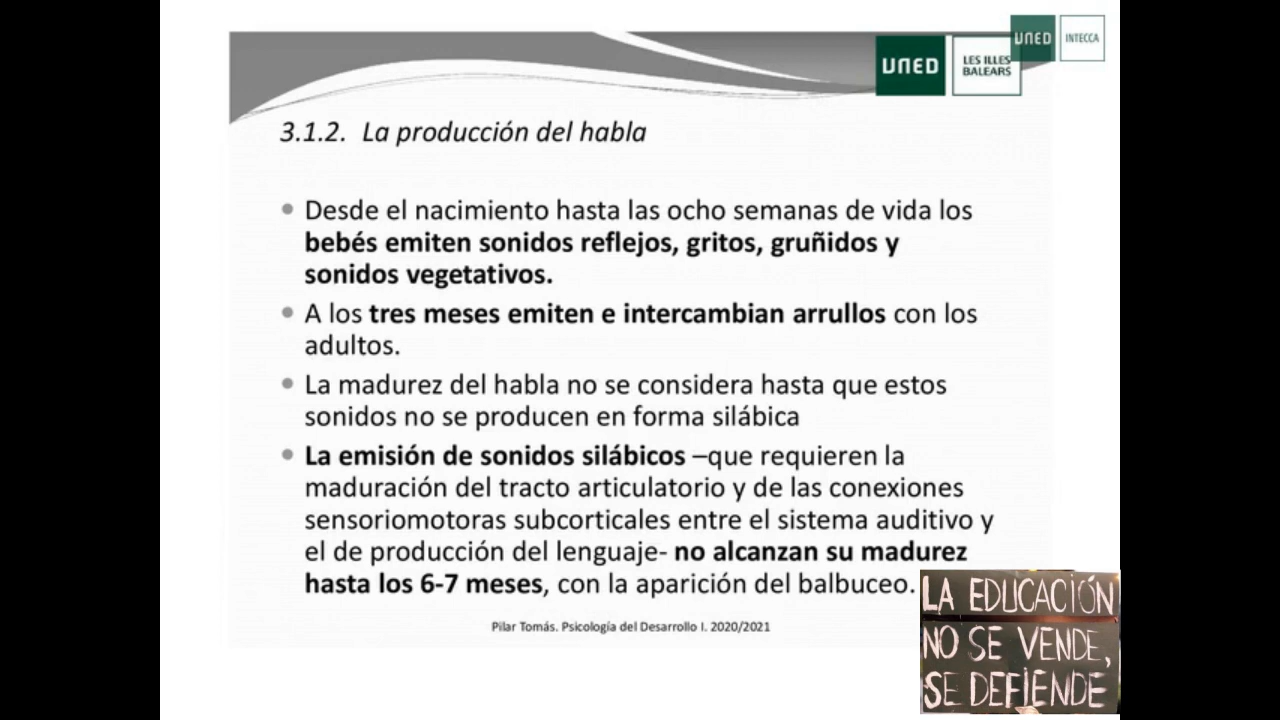 UNED
INTECCA
UNED
LES ILLES
BALEARS
3.1.2. La producción del habla
Desde el nacimiento hasta las ocho semanas de vida los
bebés emiten sonidos reflejos, gritos, gruñidos y
sonidos vegetativos.
A los tres meses emiten e intercambian arrullos con los
adultos.
La madurez del habla no se considera hasta que estos
sonidos no se producen en forma silábica
La emisión de sonidos silábicos –que requieren la
maduración del tracto articulatorio y de las conexiones
sensoriomotoras subcorticales entre el sistema auditivo y
el de producción del lenguaje- no alcanzan su madurez
hasta los 6-7 meses, con la aparición del balbuceo.
Pilar Tomás. Psicología del Desarrollo I. 2020/2021
LA EDUCACIÓN
NO SE VENDE,
SE DEFIENDE